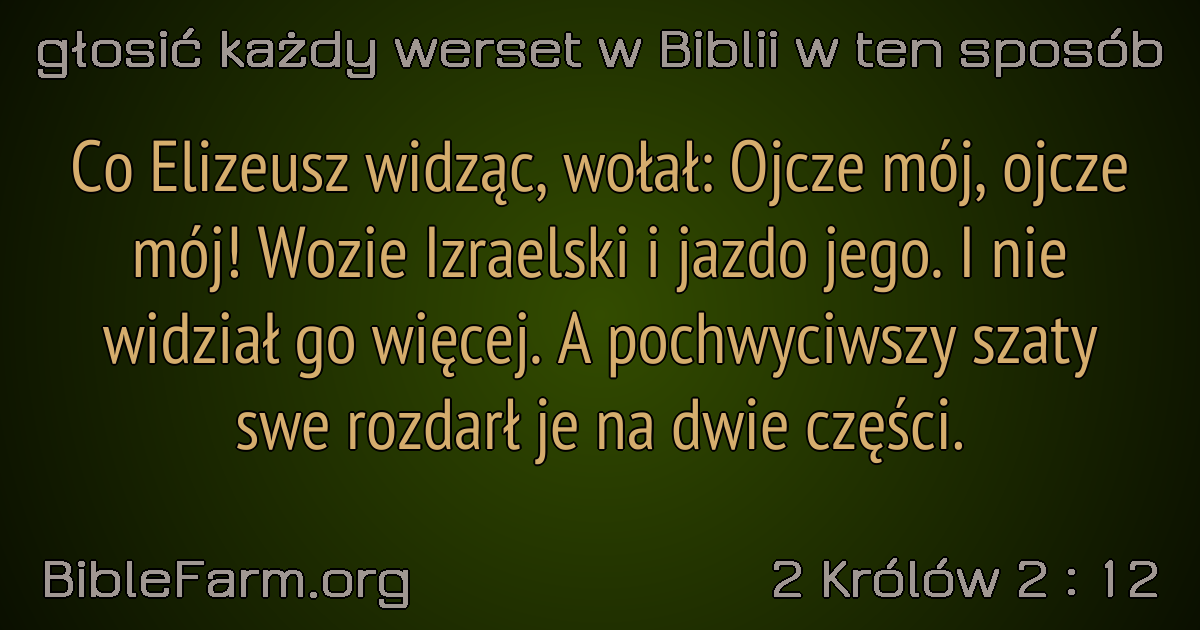 głosić każdy werset w Biblii w ten sposób
Co Elizeusz widząc, wołał: Ojcze mój, ojcze
mój! Wozie Izraelski i jazdo jego. I nie
widział go więcej. A pochwyciwszy szaty
swe rozdarł je na dwie części.
BibleFarm.org
2 Królów 2 : 12